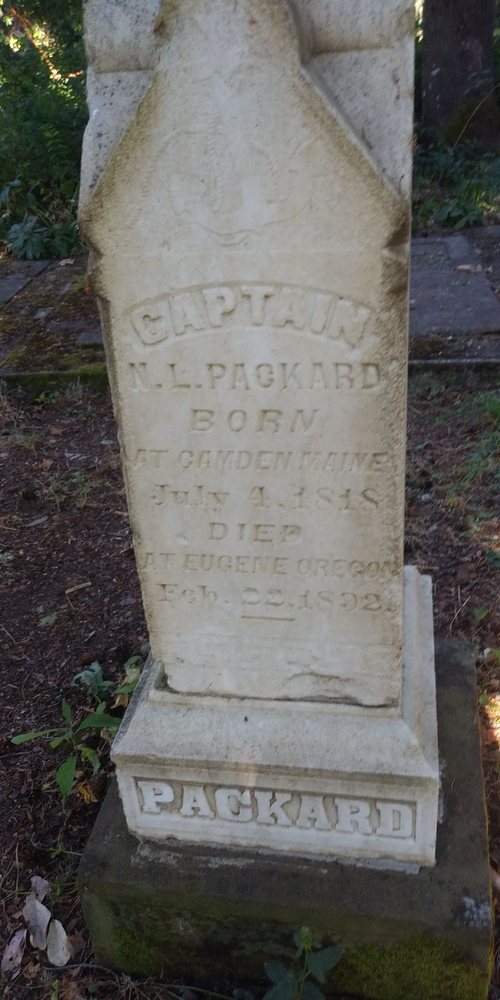 CAPTAIN
N. L. PACKARD
BORN
AT CAMDEN MAINE
July 4. 1818
DIED
AT EUGENE OREGON
Feb. 22. 1892.
PACKARD